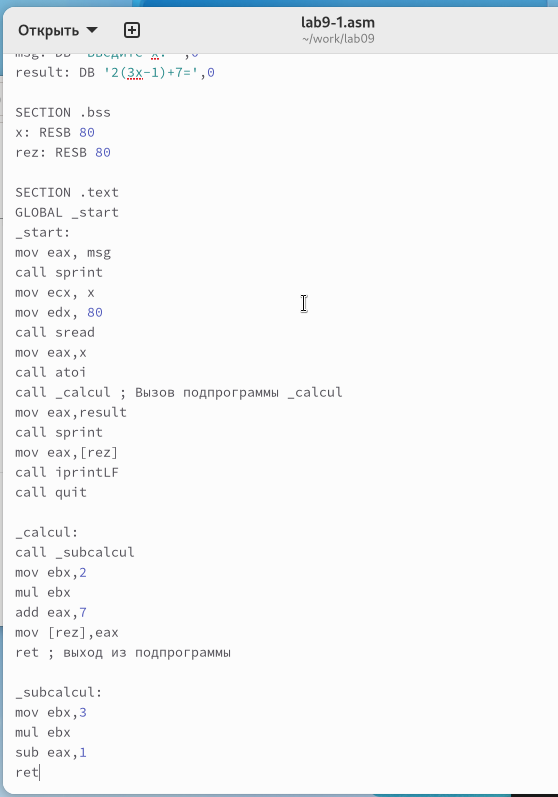 Открыть
lab9-1.asm
~/work/lab09
msg: DB 'Введите x: ',0
result: DB '2(3x-1)+7=',0
SECTION .bss
x: RESB 80
rez: RESB 80
SECTION .text
GLOBAL _start
_start:
mov eax, msg
call sprint
mov ecx, x
mov edx, 80
call sread
mov eax,x
call atoi
call _calcul ; Вызов подпрограммы _calcul
mov eax,result
call sprint
mov eax,[rez]
call iprintLF
call quit
_calcul:
call _subcalcul
mov ebx,2
mul ebx
add eax,7
mov [rez],eax
ret ; выход из подпрограммы
_subcalcul:
mov ebx,3
mul ebx
sub eax,1
ret